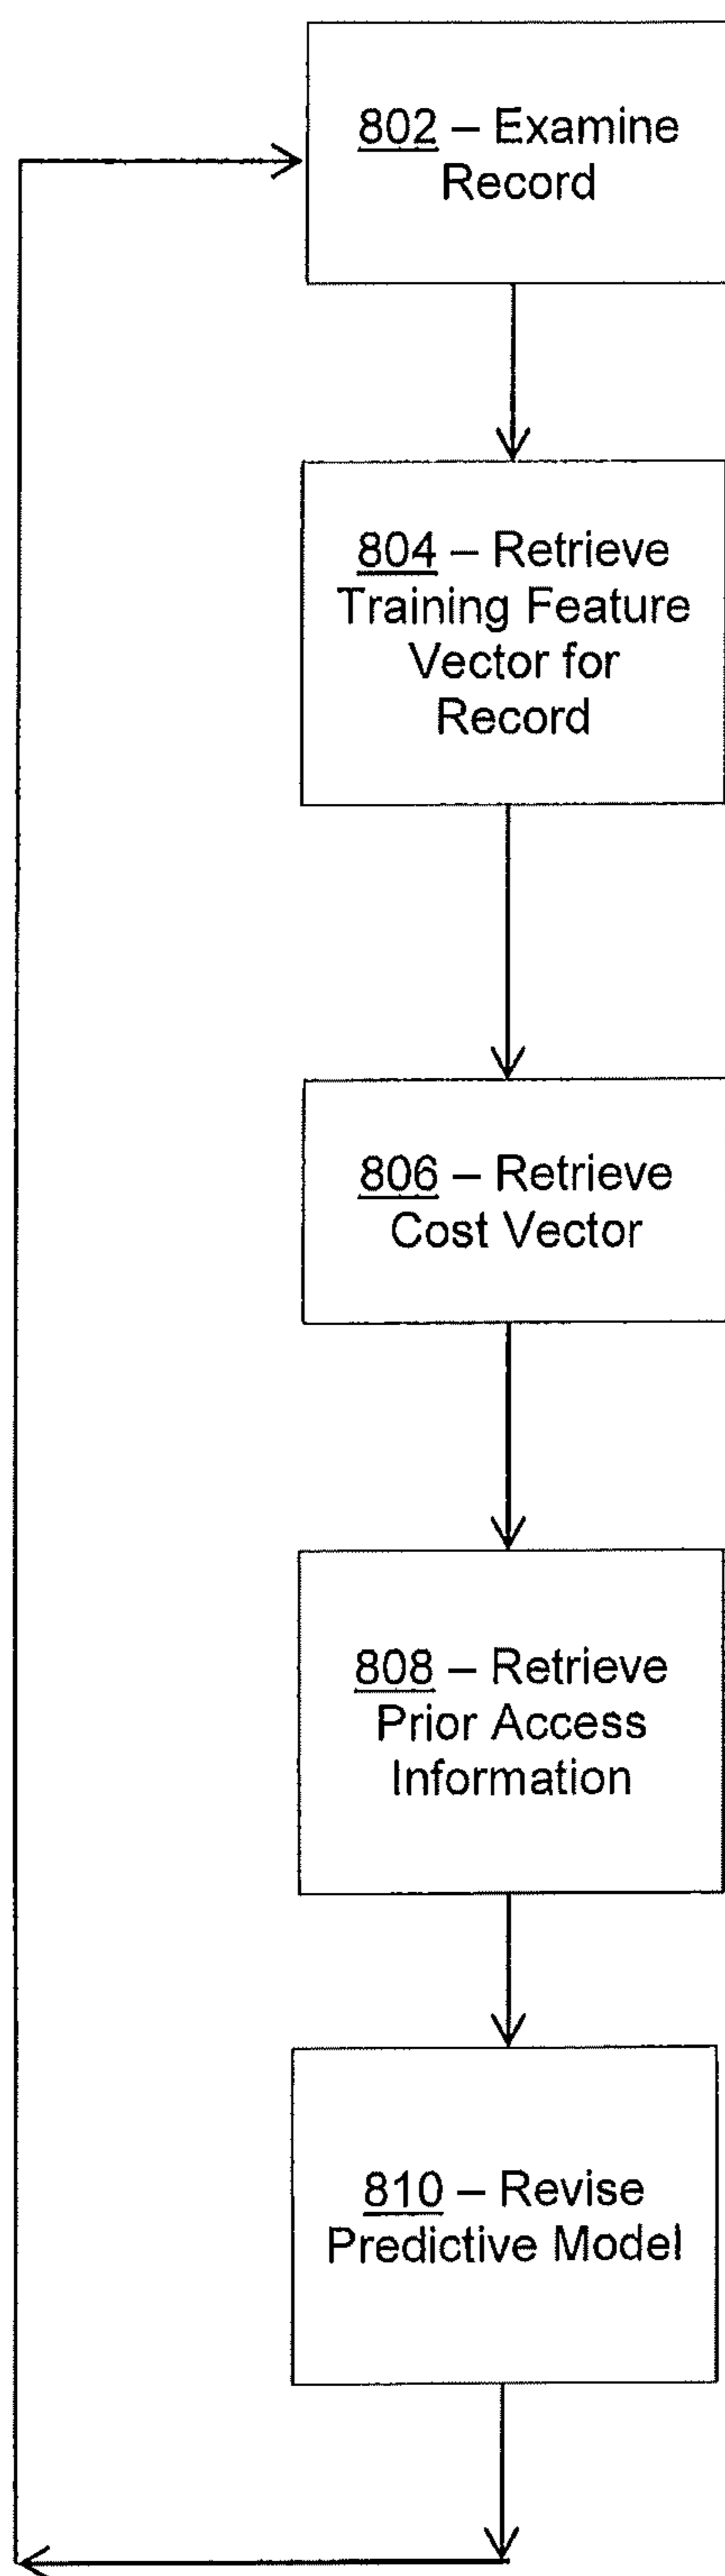 802 – Examine
Record
804 – Retrieve
Training Feature
Vector for
Record
806 – Retrieve
Cost Vector
808 – Retrieve
Prior Access
Information
810 – Revise
Predictive Model